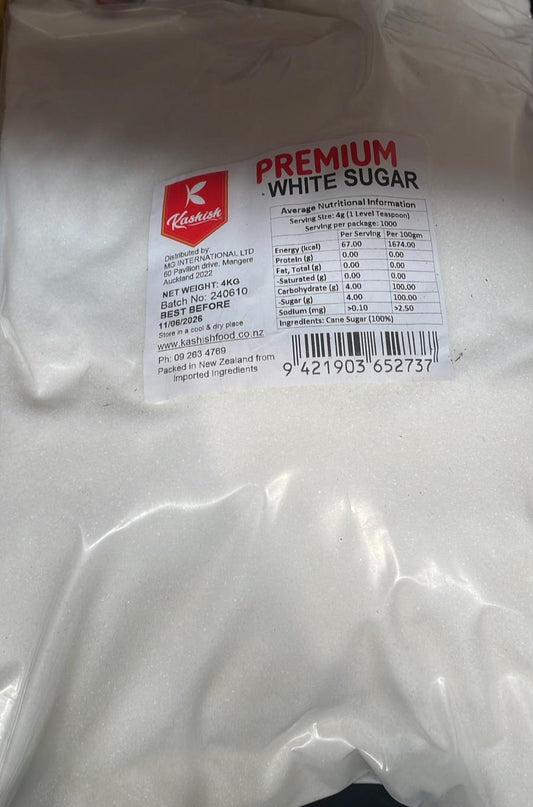 Kashish
PREMIUM
WHITE SUGAR
Distributed by:
MG INTERNATIONAL LTD
60 Pavilion drive, Mangere
Auckland 2022
NET WEIGHT: 4KG
Batch No: 240610
BEST BEFORE
11/06/2026
Store in a cool & dry place
www.kashishfood.co.nz
Ph: 09 263 4769
Packed in New Zealand from
Imported Ingredients
Average Nutritional Information
Serving Size: 4g (1 Level Teaspoon)
Serving per package: 1000
Per Serving Per 100gm
Energy (kcal) 67.00 1674.00
Protein (g) 0.00 0.00
Fat, Total (g) 0.00 0.00
-Saturated (g) 0.00 0.00
Carbohydrate (g) 4.00 100.00
-Sugar (g) 4.00 100.00
Sodium (mg) >0.10 >2.50
Ingredients: Cane Sugar (100%)
9 421903 652737